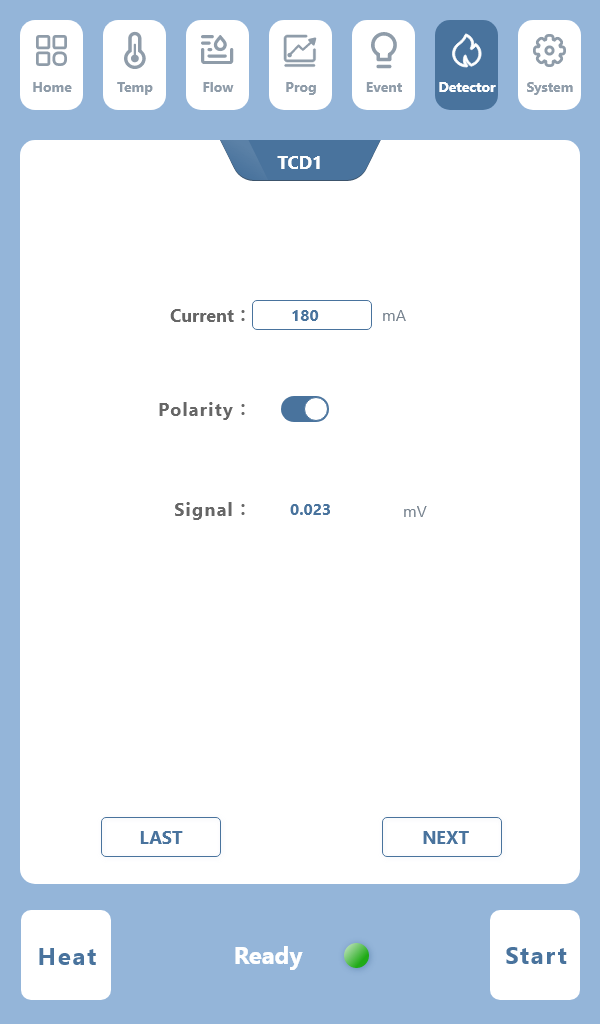 Home Temp Flow Prog Event Detector System
TCD1
Current： 180 mA
Polarity：
Signal： 0.023 mV
LAST NEXT
Heat Ready Start